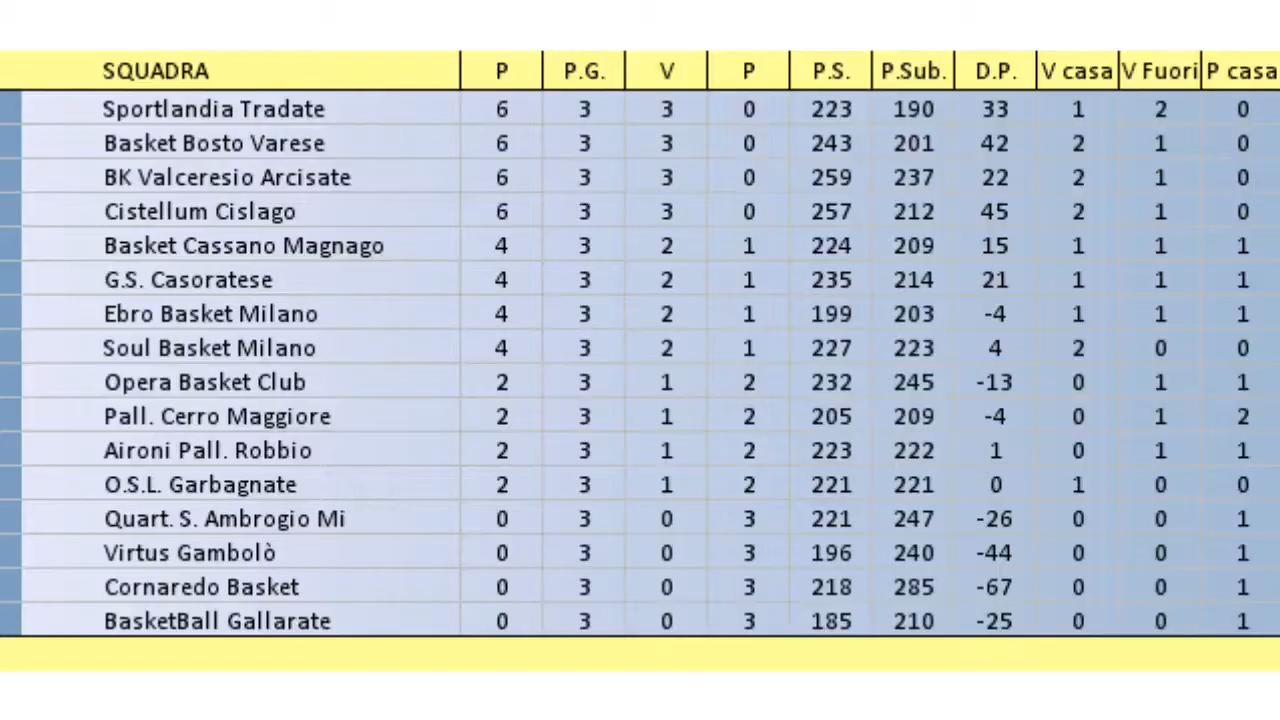 SQUADRA P P.G. V P P.S. P.Sub. D.P. V casa V Fuori P casa
Sportlandia Tradate 6 3 3 0 223 190 33 1 2 0
Basket Bosto Varese 6 3 3 0 243 201 42 2 1 0
BK Valceresio Arcisate 6 3 3 0 259 237 22 2 1 0
Cistellum Cislago 6 3 3 0 257 212 45 2 1 0
Basket Cassano Magnago 4 3 2 1 224 209 15 1 1 1
G.S. Casoratese 4 3 2 1 235 214 21 1 1 1
Ebro Basket Milano 4 3 2 1 199 203 -4 1 1 1
Soul Basket Milano 4 3 2 1 227 223 4 2 0 0
Opera Basket Club 2 3 1 2 232 245 -13 0 1 1
Pall. Cerro Maggiore 2 3 1 2 205 209 -4 0 1 2
Aironi Pall. Robbio 2 3 1 2 223 222 1 0 1 1
O.S.L. Garbagnate 2 3 1 2 221 221 0 1 0 0
Quart. S. Ambrogio Mi 0 3 0 3 221 247 -26 0 0 1
Virtus Gambolò 0 3 0 3 196 240 -44 0 0 1
Cornaredo Basket 0 3 0 3 218 285 -67 0 0 1
BasketBall Gallarate 0 3 0 3 185 210 -25 0 0 1